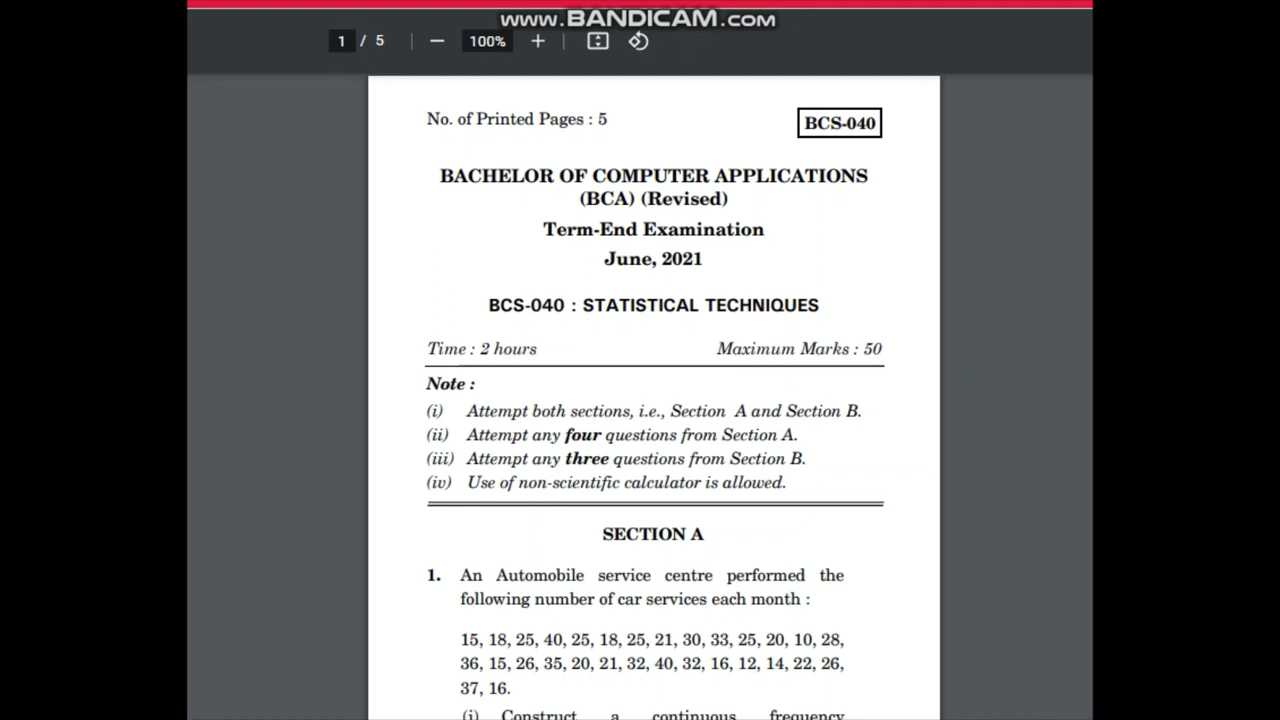 www.BANDICAM.com
1 / 5 100%
No. of Printed Pages : 5
BCS-040
BACHELOR OF COMPUTER APPLICATIONS
(BCA) (Revised)
Term-End Examination
June, 2021
BCS-040 : STATISTICAL TECHNIQUES
Time : 2 hours Maximum Marks : 50
Note :
(i) Attempt both sections, i.e., Section A and Section B.
(ii) Attempt any four questions from Section A.
(iii) Attempt any three questions from Section B.
(iv) Use of non-scientific calculator is allowed.
SECTION A
1. An Automobile service centre performed the
following number of car services each month :
15, 18, 25, 40, 25, 18, 25, 21, 30, 33, 25, 20, 10, 28,
36, 15, 26, 35, 20, 21, 32, 40, 32, 16, 12, 14, 22, 26,
37, 16.
(i) Construct a continuous frequency